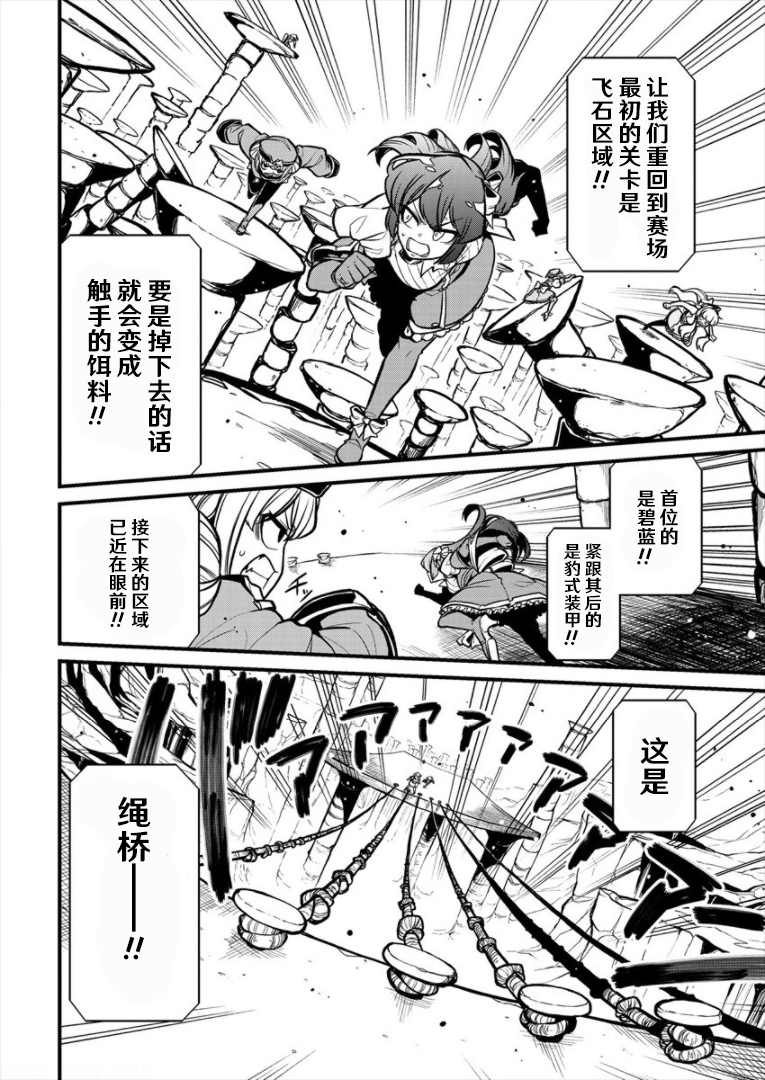 让我们重回到赛场
最初的关卡是
飞石区域!!
要是掉下去的话
就会变成
触手的饵料!!
首位的
是碧蓝!!
紧跟其后的
是豹式装甲!!
接下来的区域
已近在眼前!!
这是
ハアアアアアア
绳桥——!!